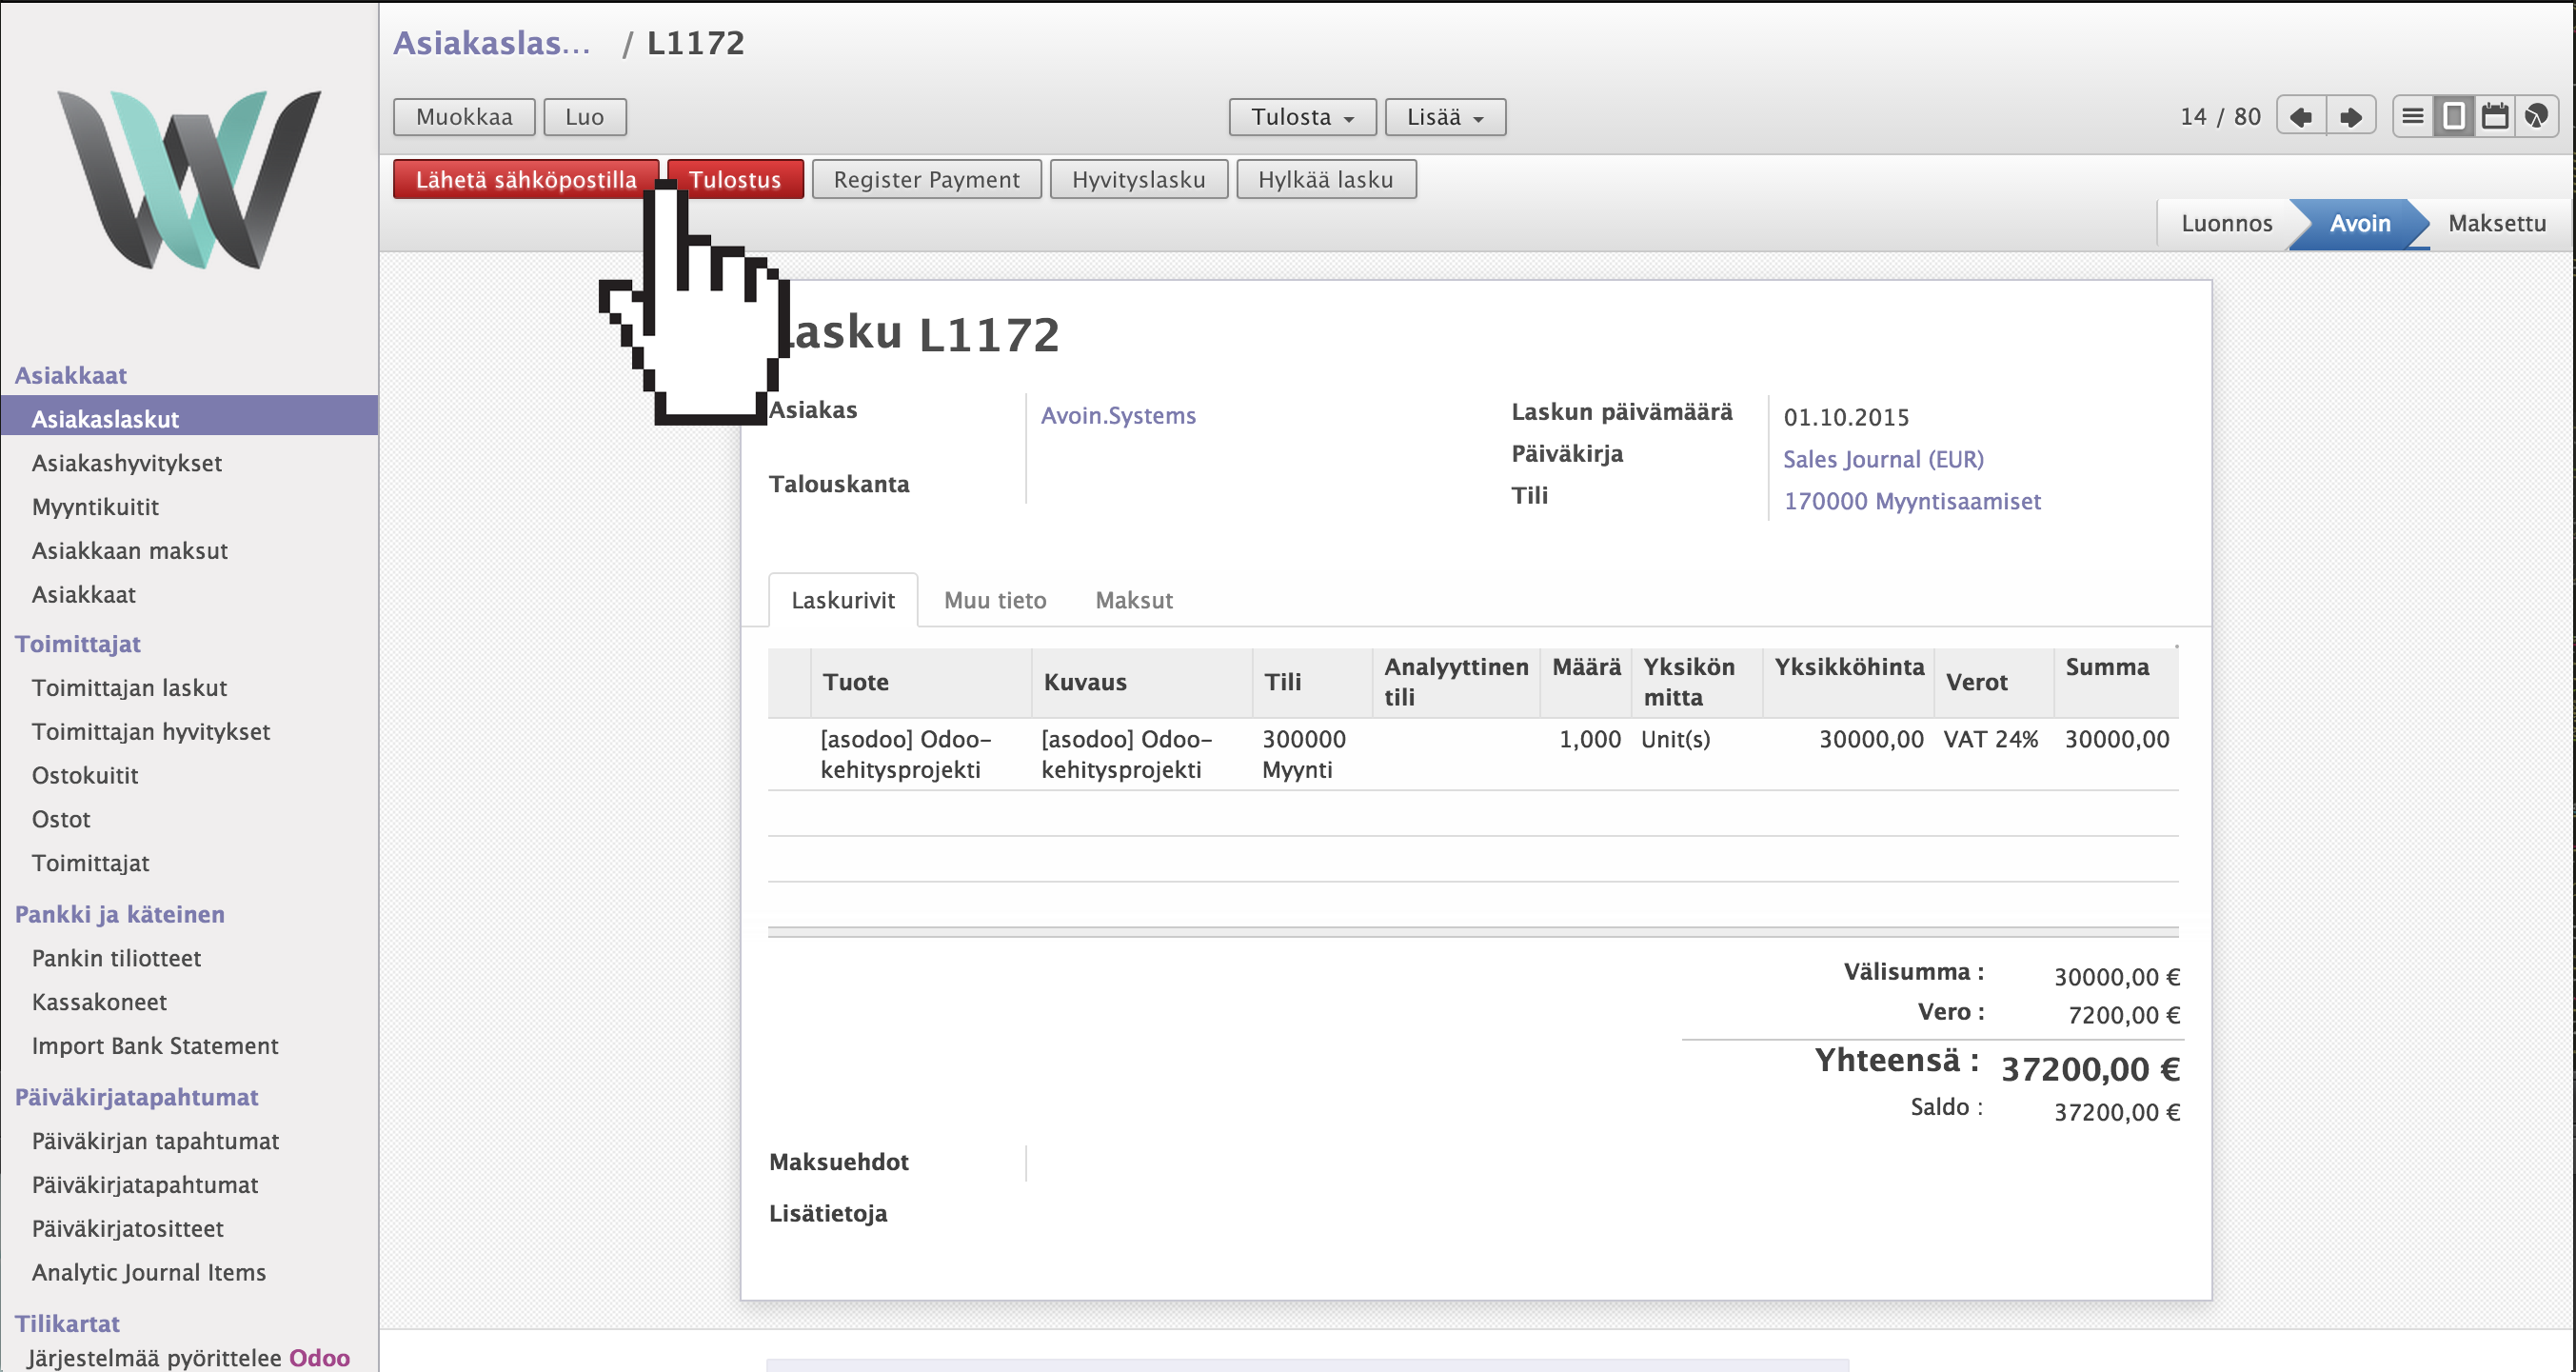 Asiakaslas... / L1172
Muokkaa Luo Tulosta Lisää 14 / 80
Lähetä sähköpostilla Tulostus Register Payment Hyvityslasku Hylkää lasku
Luonnos Avoin Maksettu
Asiakkaat
Asiakaslaskut
Asiakashyvitykset
Myyntikuitit
Asiakkaan maksut
Asiakkaat
Toimittajat
Toimittajan laskut
Toimittajan hyvitykset
Ostokuitit
Ostot
Toimittajat
Pankki ja käteinen
Pankin tiliotteet
Kassakoneet
Import Bank Statement
Päiväkirjatapahtumat
Päiväkirjan tapahtumat
Päiväkirjatapahtumat
Päiväkirjatositteet
Analytic Journal Items
Tilikartat
Järjestelmää pyörittelee Odoo
Lasku L1172
Asiakas Avoin.Systems
Talouskanta
Laskun päivämäärä 01.10.2015
Päiväkirja Sales Journal (EUR)
Tili 170000 Myyntisaamiset
Laskurivit Muu tieto Maksut
Tuote Kuvaus Tili Analyyttinen tili Määrä Yksikön mitta Yksikköhinta Verot Summa
[asodoo] Odoo- [asodoo] Odoo- 300000 1,000 Unit(s) 30000,00 VAT 24% 30000,00
kehitysprojekti kehitysprojekti Myynti
Välisumma : 30000,00 €
Vero : 7200,00 €
Yhteensä : 37200,00 €
Saldo : 37200,00 €
Maksuehdot
Lisätietoja